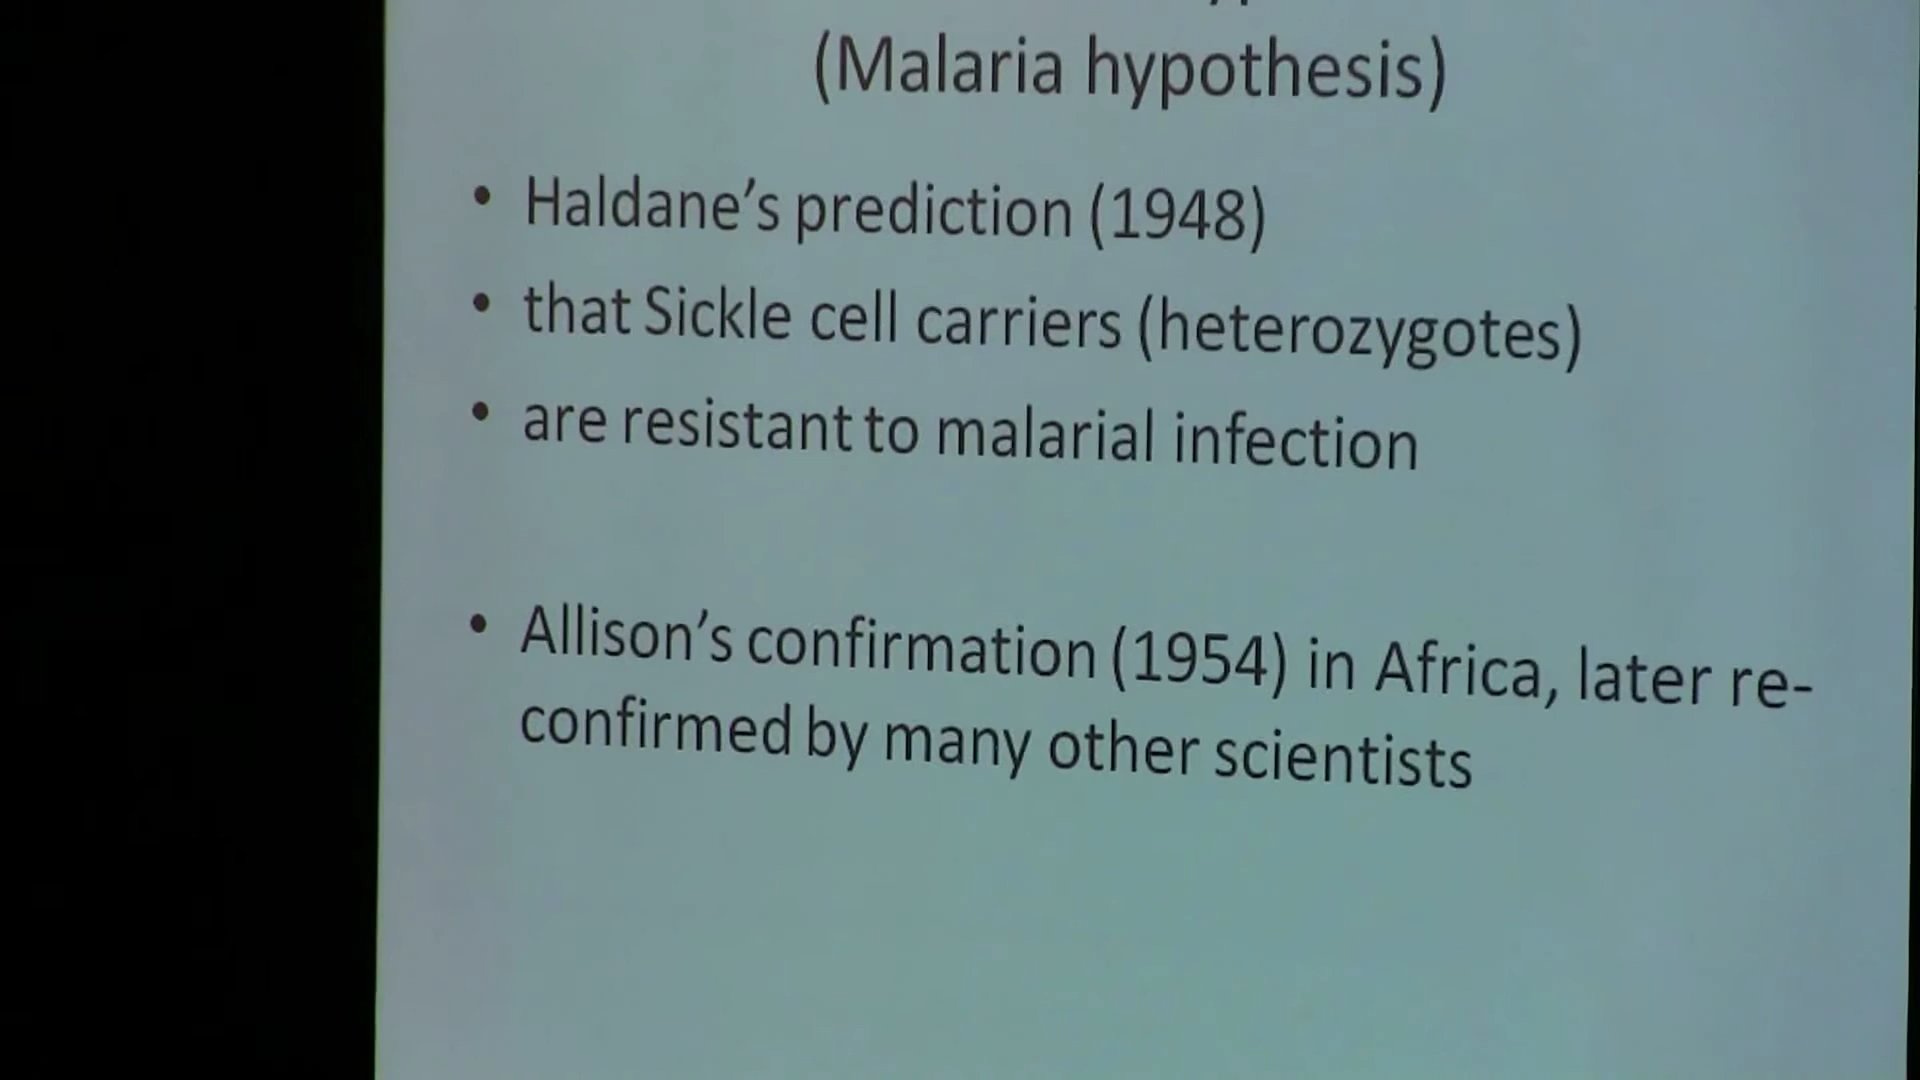 (Malaria hypothesis)
• Haldane’s prediction (1948)
• that Sickle cell carriers (heterozygotes)
• are resistant to malarial infection
• Allison’s confirmation (1954) in Africa, later re-
confirmed by many other scientists